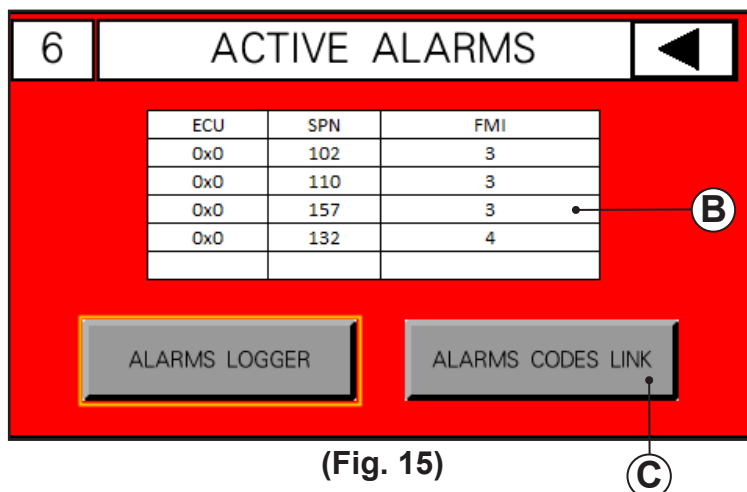 6 ACTIVE ALARMS
ECU SPN FMI
0x0 102 3
0x0 110 3
0x0 157 3
B
0x0 132 4
ALARMS LOGGER ALARMS CODES LINK
(Fig. 15)
C